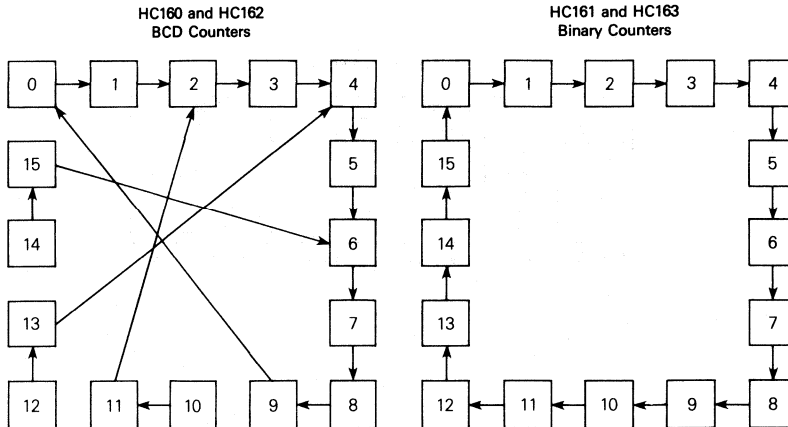 HC160 and HC162
BCD Counters
0 1 2 3 4
15 5
14 6
13 7
12 11 10 9 8
HC161 and HC163
Binary Counters
0 1 2 3 4
15 5
14 6
13 7
12 11 10 9 8